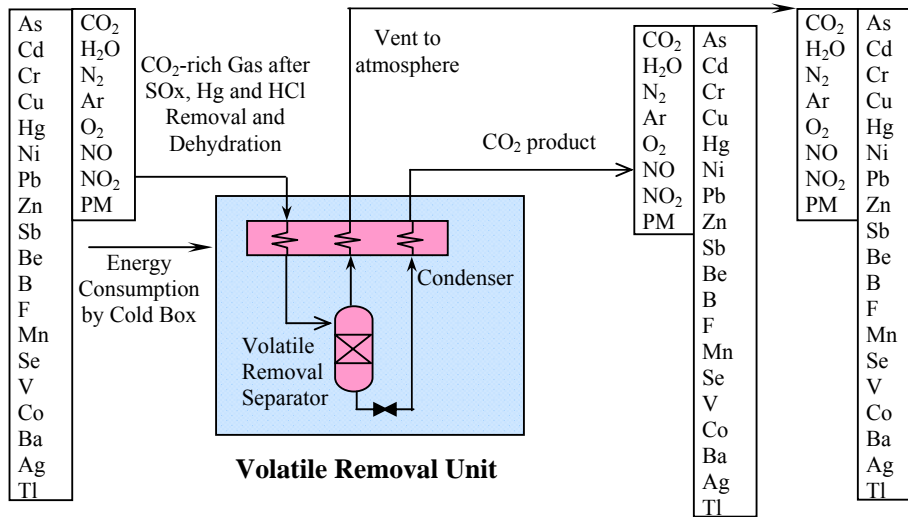 As
Cd
Cr
Cu
Hg
Ni
Pb
Zn
Sb
Be
B
F
Mn
Se
V
Co
Ba
Ag
Tl
CO₂
H₂O
N₂
Ar
O₂
NO
NO₂
PM
CO₂-rich Gas after
SOx, Hg and HCl
Removal and
Dehydration
Energy
Consumption
by Cold Box
Vent to
atmosphere
CO₂ product
Condenser
Volatile
Removal
Separator
Volatile Removal Unit
CO₂
H₂O
N₂
Ar
O₂
NO
NO₂
PM
As
Cd
Cr
Cu
Hg
Ni
Pb
Zn
Sb
Be
B
F
Mn
Se
V
Co
Ba
Ag
Tl
CO₂
H₂O
N₂
Ar
O₂
NO
NO₂
PM
As
Cd
Cr
Cu
Hg
Ni
Pb
Zn
Sb
Be
B
F
Mn
Se
V
Co
Ba
Ag
Tl